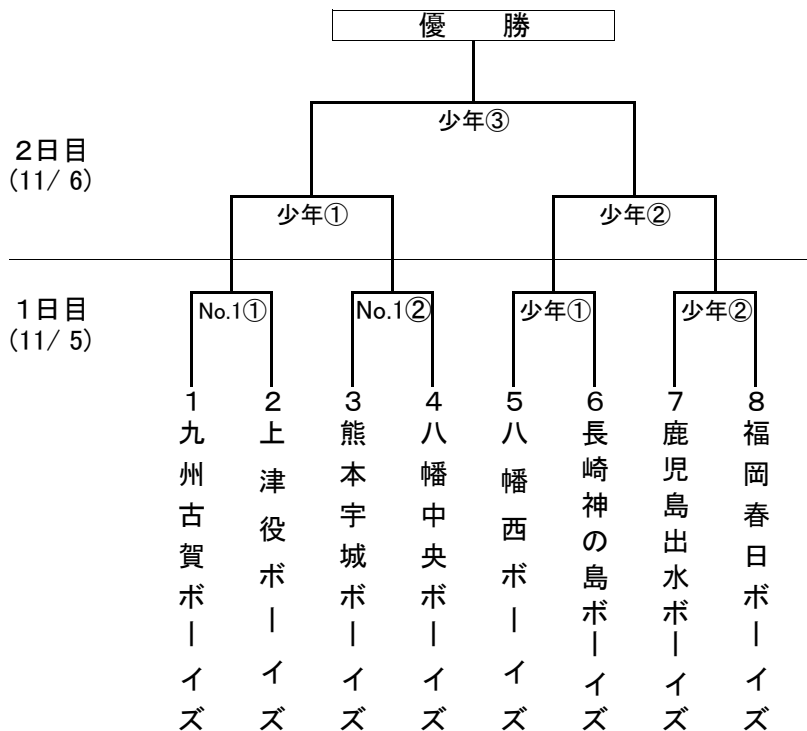 優 勝
少年③
2日目
(11/ 6)
少年① 少年②
1日目
(11/ 5)
No.1① No.1② 少年① 少年②
1 2 3 4 5 6 7 8
九州古賀ボーイズ
上津役ボーイズ
熊本宇城ボーイズ
八幡中央ボーイズ
八幡西ボーイズ
長崎神の島ボーイズ
鹿児島出水ボーイズ
福岡春日ボーイズ